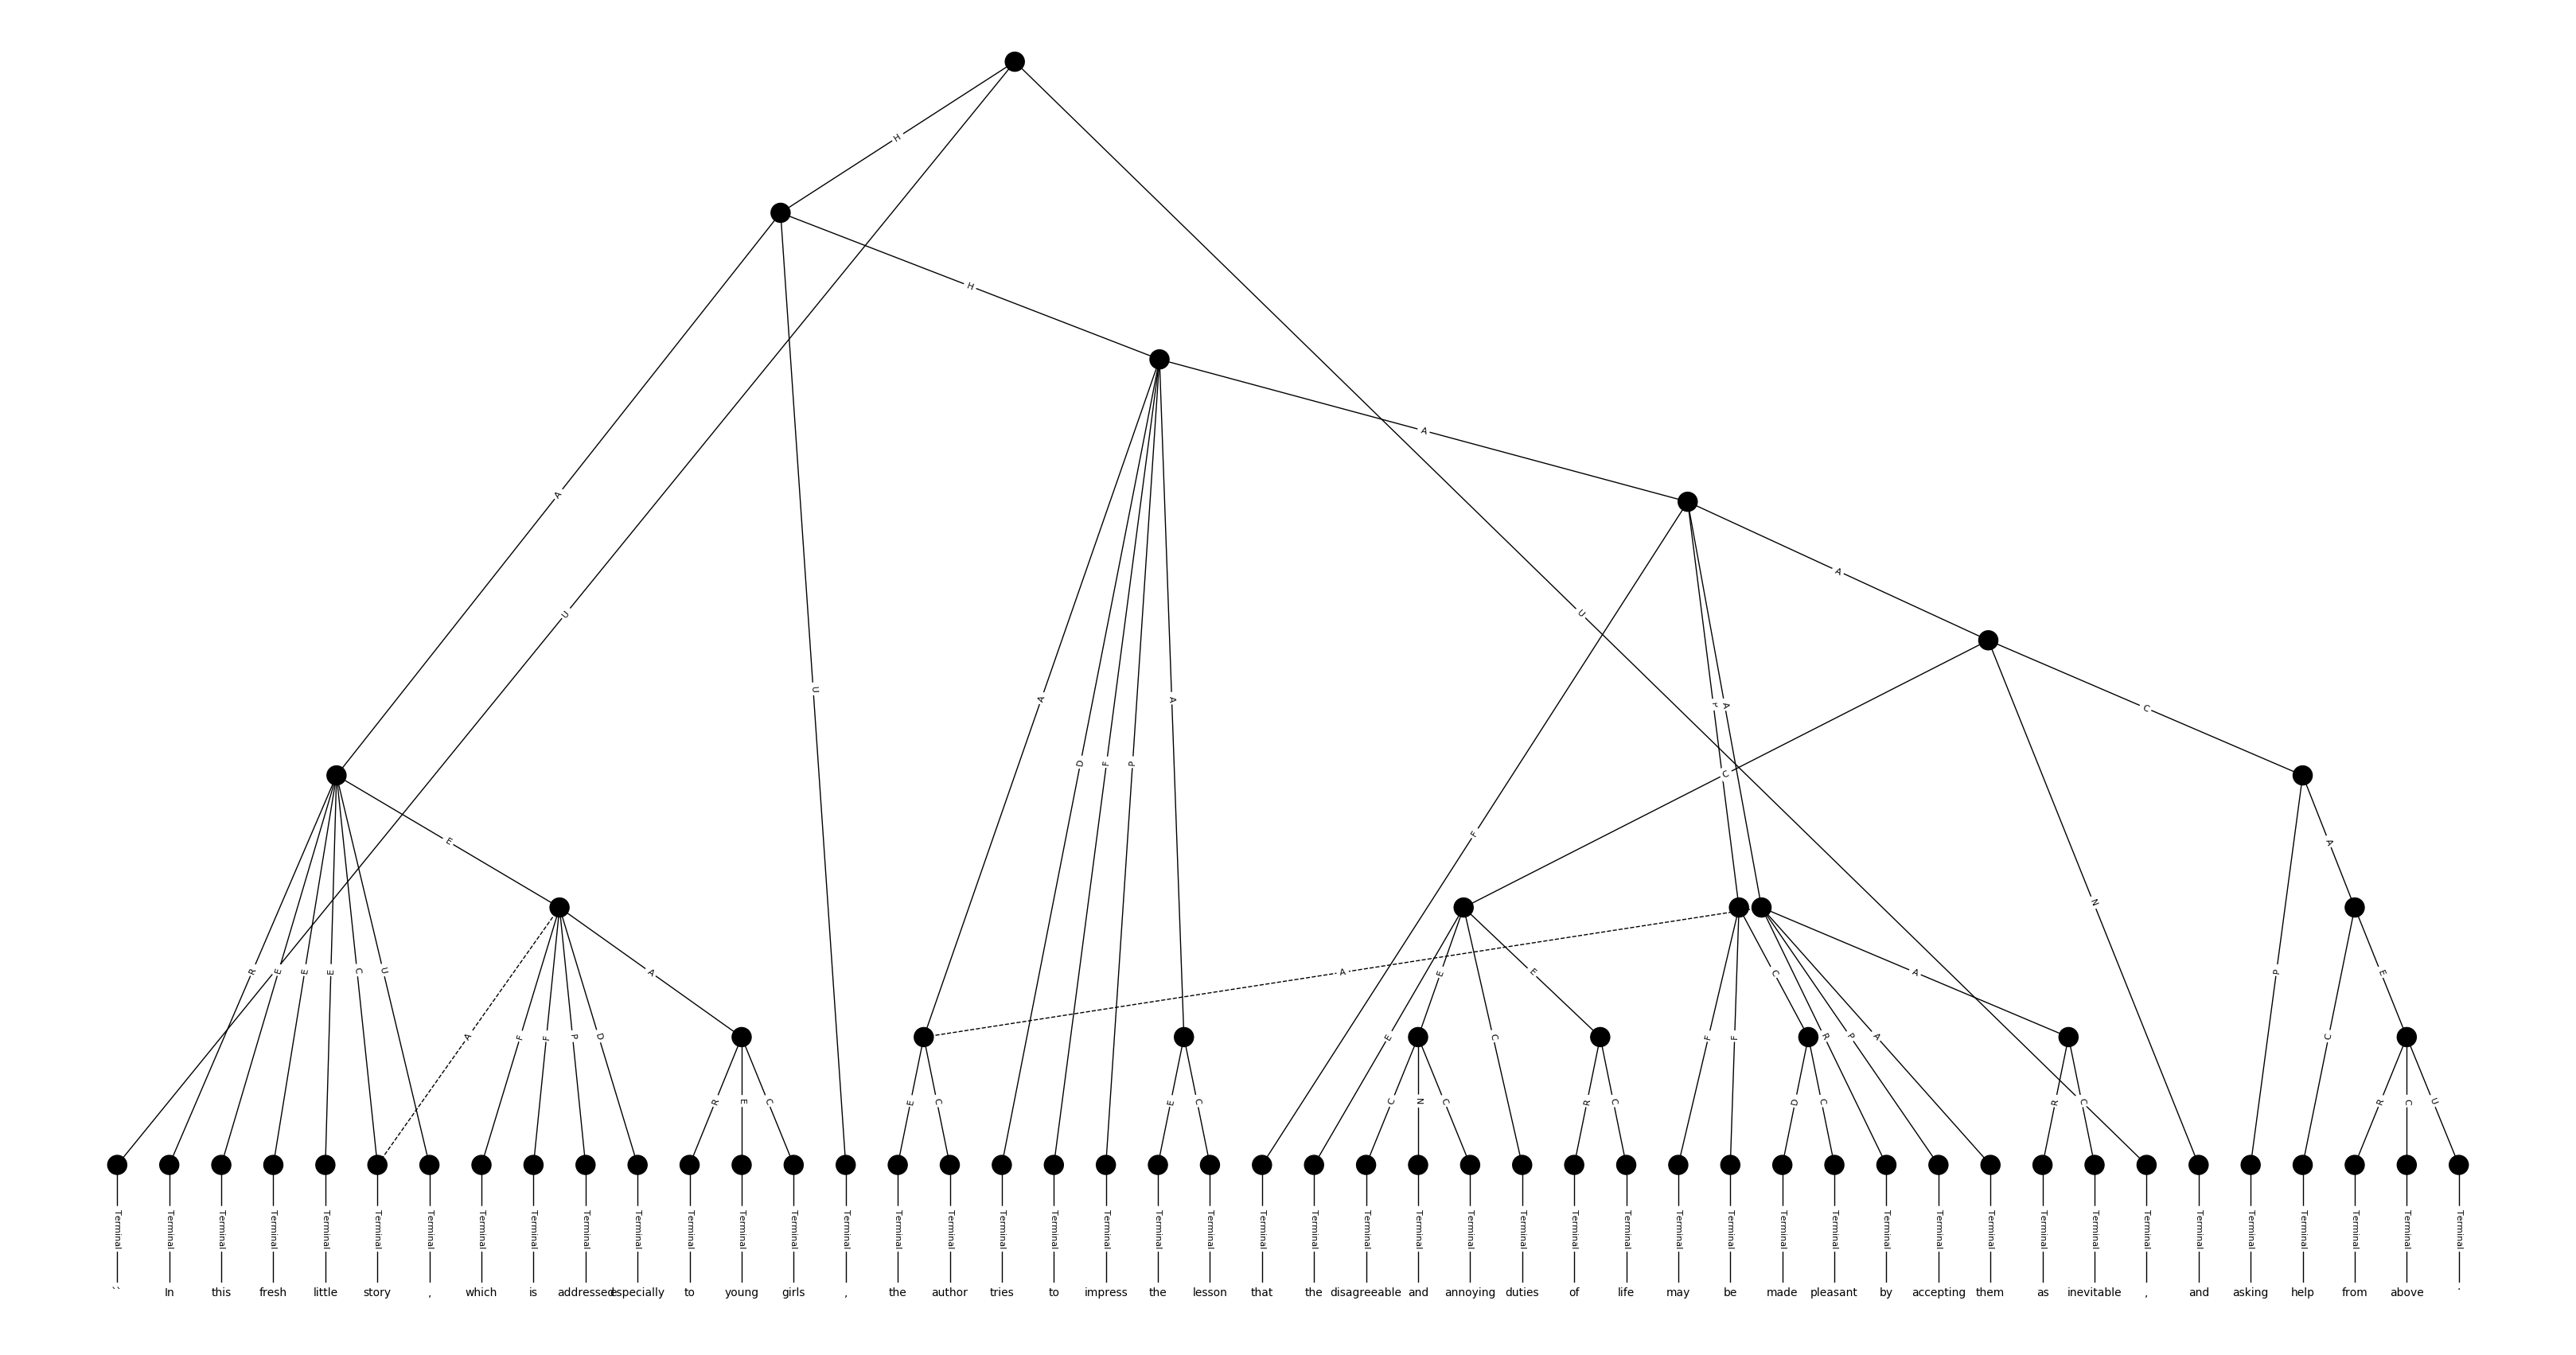 H
H
A
A
A
U
U
C
U
A
D
F
P
A
F
A
C
P
E
N
A
R
E
E
E
C
U
A
A
E
E
C
A
P
E
A
F
F
P
D
E
C
F
F
R
P
A
C
R
E
C
E
C
E
C
C
N
C
R
C
D
C
R
C
R
C
U
Terminal Terminal Terminal Terminal Terminal Terminal Terminal Terminal Terminal Terminal Terminal Terminal Terminal Terminal Terminal Terminal Terminal Terminal Terminal Terminal Terminal Terminal Terminal Terminal Terminal Terminal Terminal Terminal Terminal Terminal Terminal Terminal Terminal Terminal Terminal Terminal Terminal Terminal Terminal Terminal Terminal Terminal Terminal Terminal Terminal Terminal
`` In this fresh little story , which is addressed especially to young girls , the author tries to impress the lesson that the disagreeable and annoying duties of life may be made pleasant by accepting them as inevitable , and asking help from above .